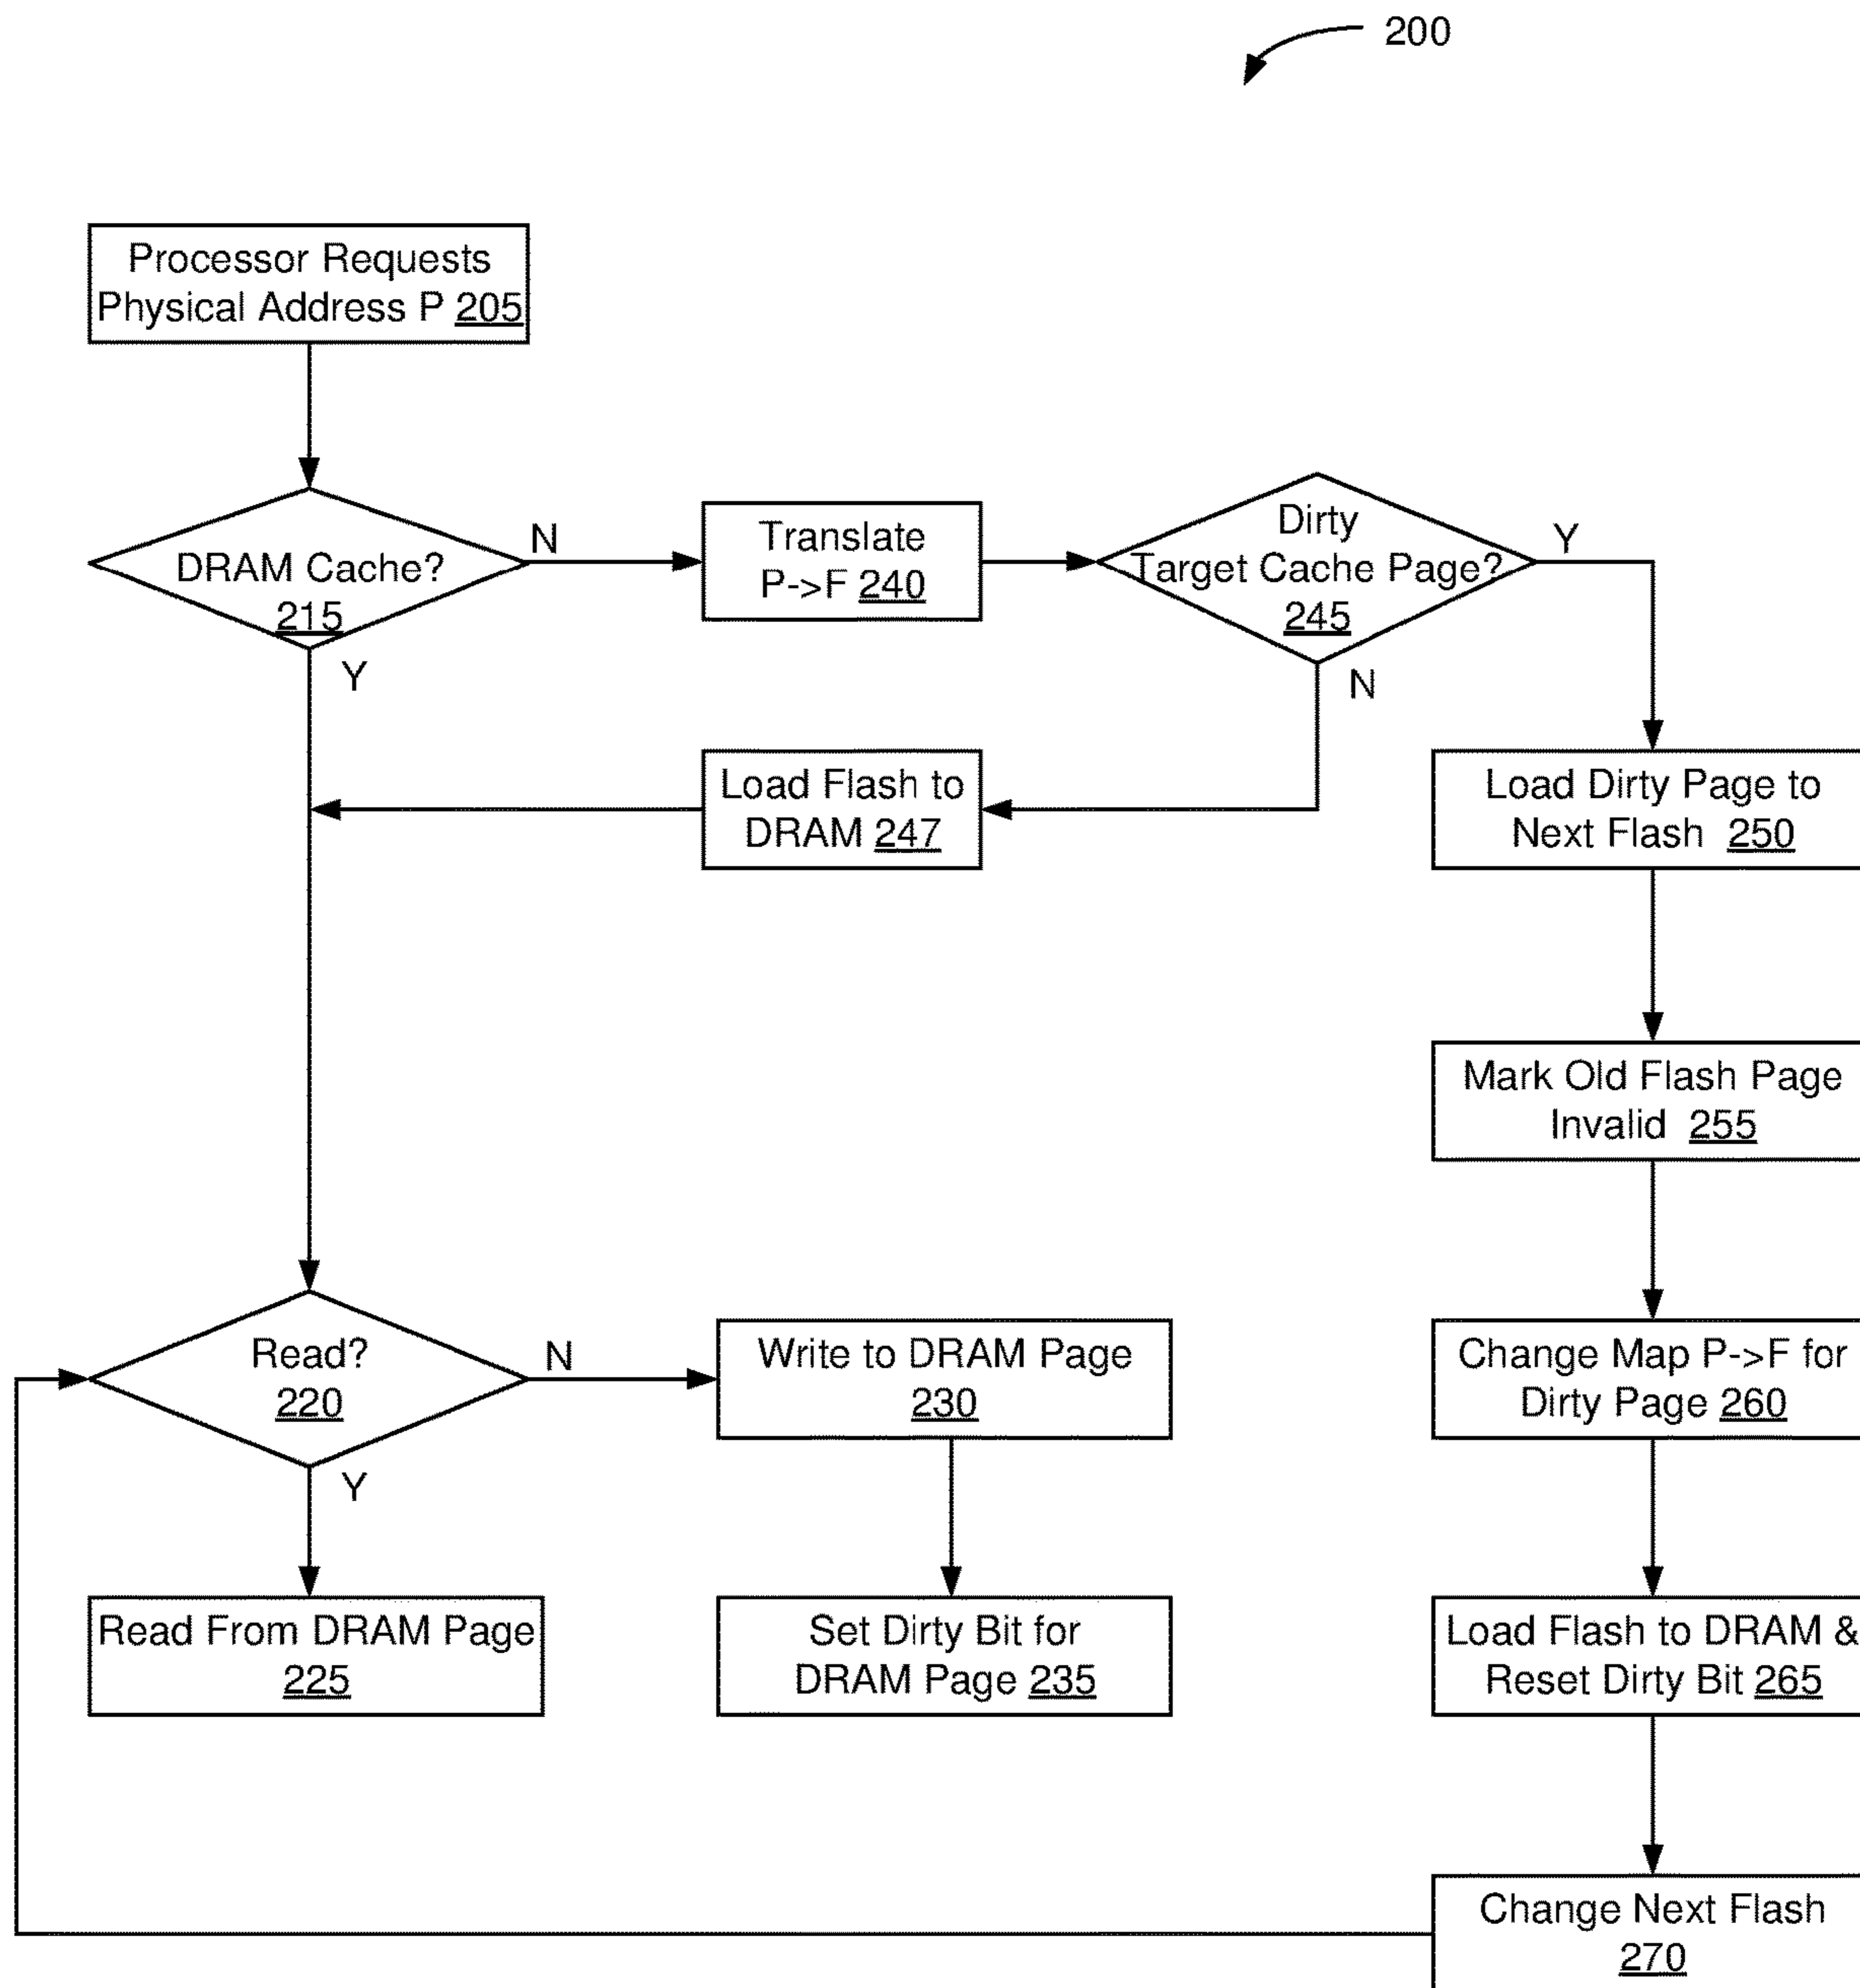 200
Processor Requests
Physical Address P 205
DRAM Cache?
215
N
Y
Translate
P->F 240
Dirty
Target Cache Page?
245
Y
N
Load Flash to
DRAM 247
Load Dirty Page to
Next Flash 250
Mark Old Flash Page
Invalid 255
Read?
220
N
Y
Write to DRAM Page
230
Change Map P->F for
Dirty Page 260
Read From DRAM Page
225
Set Dirty Bit for
DRAM Page 235
Load Flash to DRAM &
Reset Dirty Bit 265
Change Next Flash
270